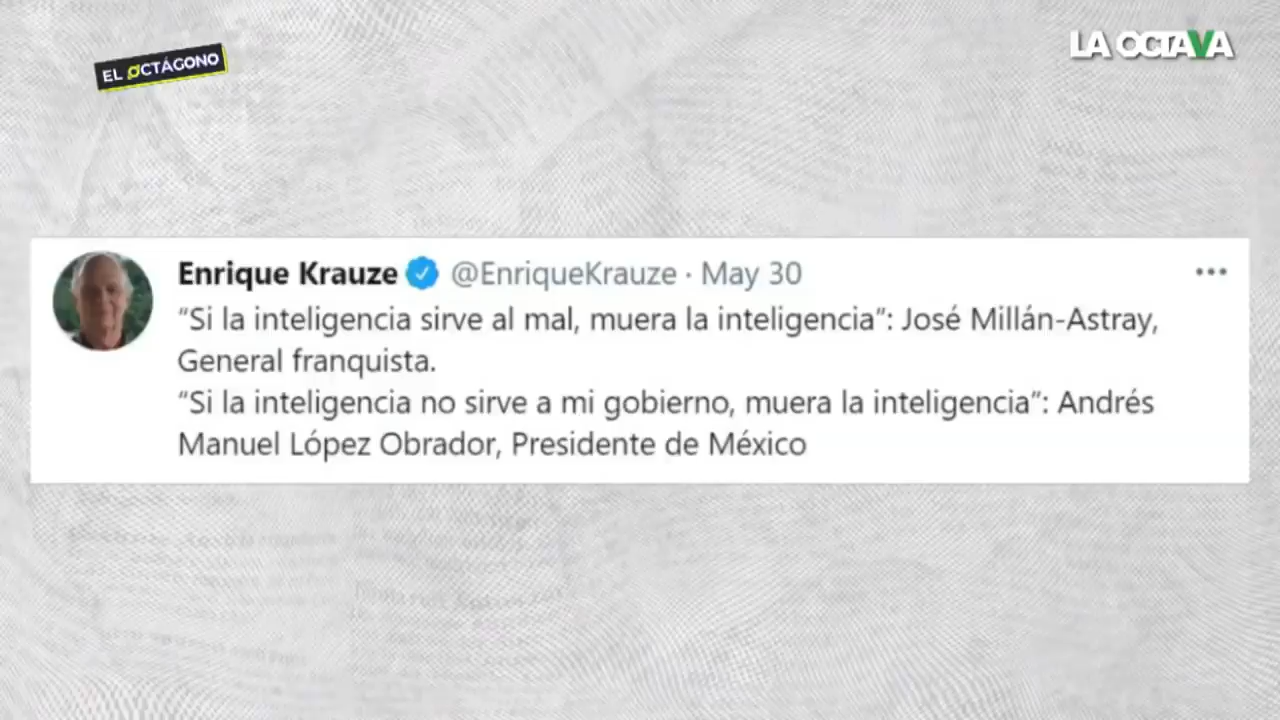 EL OCTÁGONO
LA OCTAVA
Enrique Krauze @EnriqueKrauze · May 30
“Si la inteligencia sirve al mal, muera la inteligencia”: José Millán-Astray,
General franquista.
“Si la inteligencia no sirve a mi gobierno, muera la inteligencia”: Andrés
Manuel López Obrador, Presidente de México